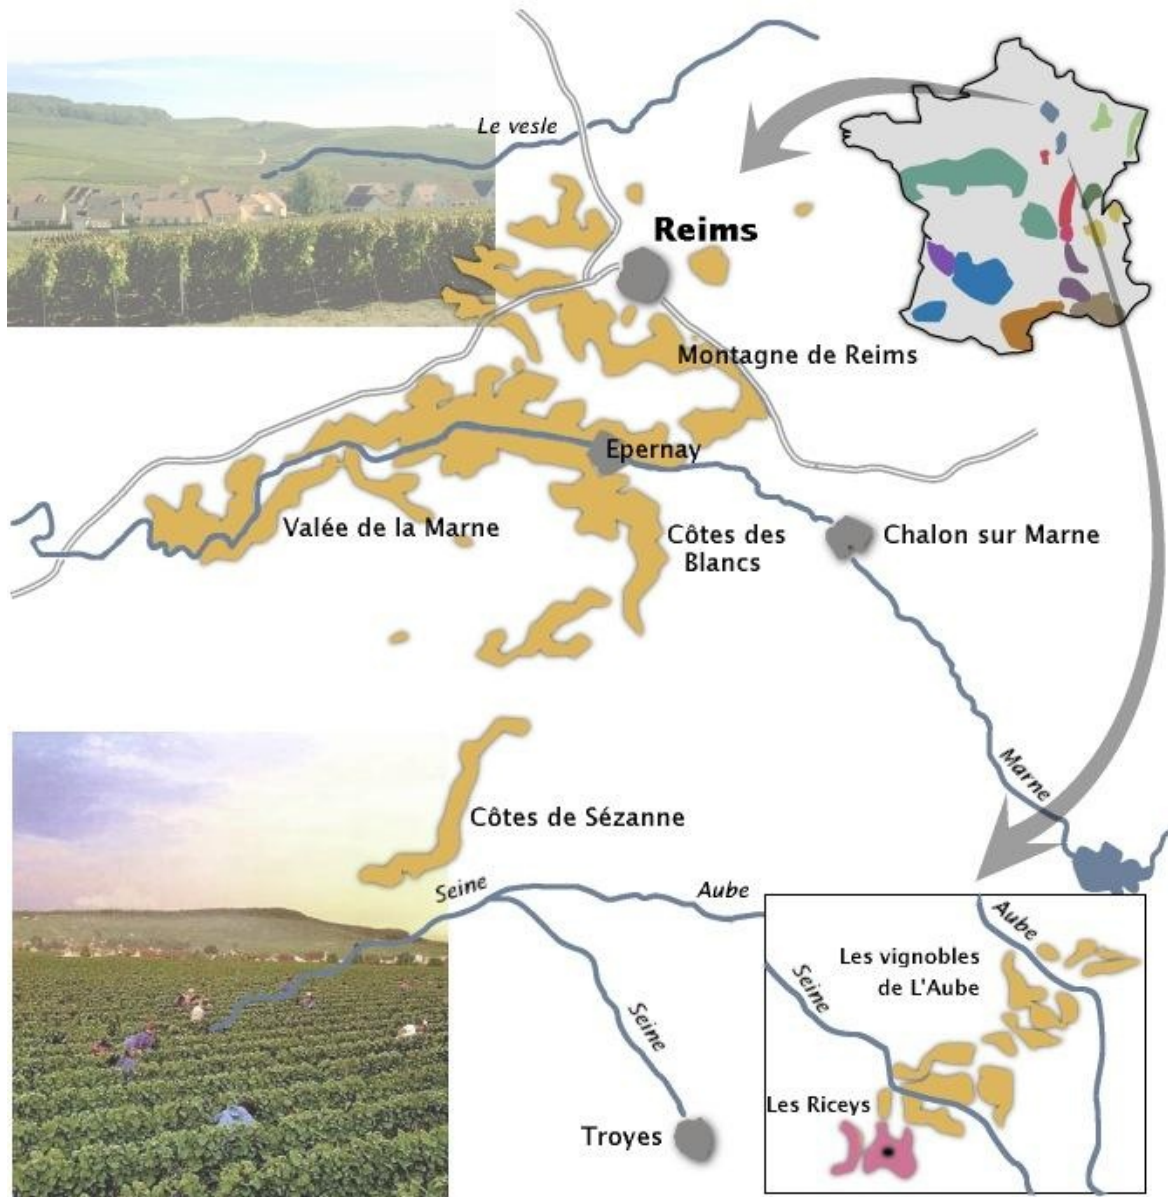 Le vesle
Reims
Montagne de Reims
Epernay
Valée de la Marne
Côtes des
Blancs
Chalon sur Marne
Marne
Côtes de Sézanne
Seine
Aube
Aube
Les vignobles
de L'Aube
Seine
Seine
Les Riceys
Troyes